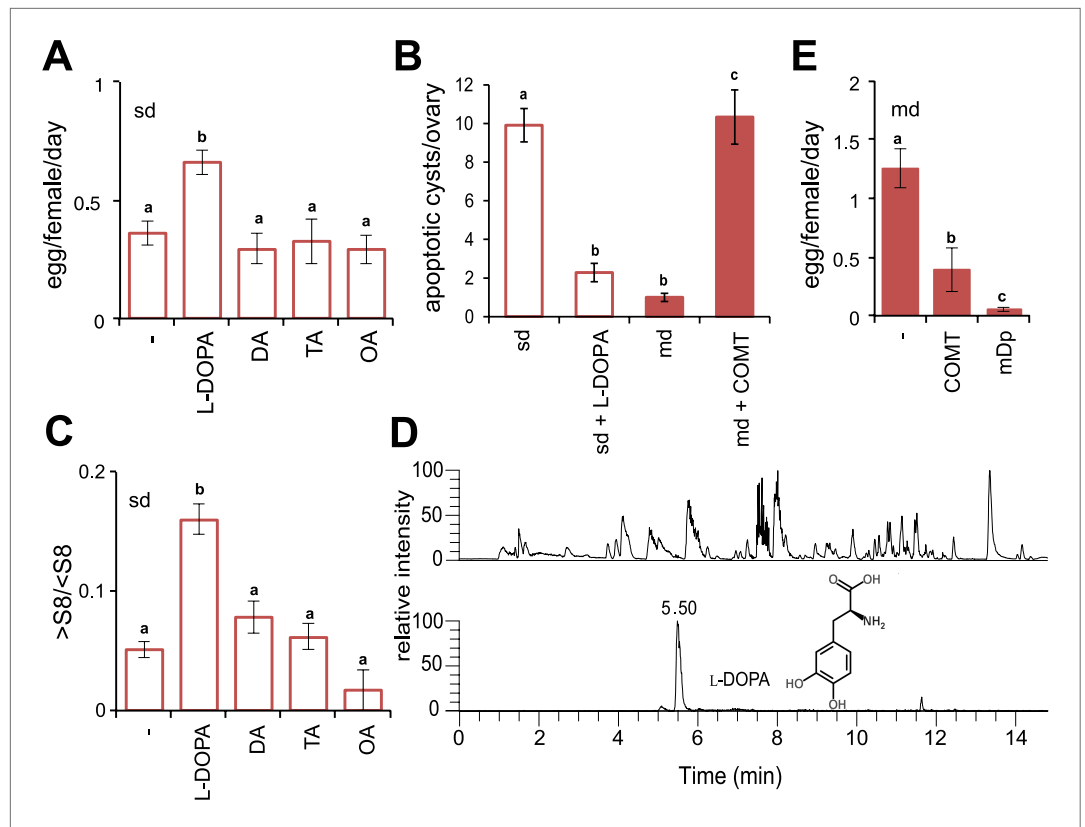 A
egg/female/day
1
0.5
0
sd
a
b
a
a
a
-
L-DOPA
DA
TA
OA
B
apoptotic cysts/ovary
12
10
8
6
4
2
0
a
b
b
c
sd
sd + L-DOPA
md
md + COMT
E
egg/female/day
2
1.5
1
0.5
0
md
a
b
c
-
COMT
mDp
C
>S8/<S8
0.2
0.1
0
sd
a
b
a
a
a
-
L-DOPA
DA
TA
OA
D
relative intensity
100
50
0
100
50
0
5.50
L-DOPA
O
OH
NH2
HO
OH
0 2 4 6 8 10 12 14
Time (min)